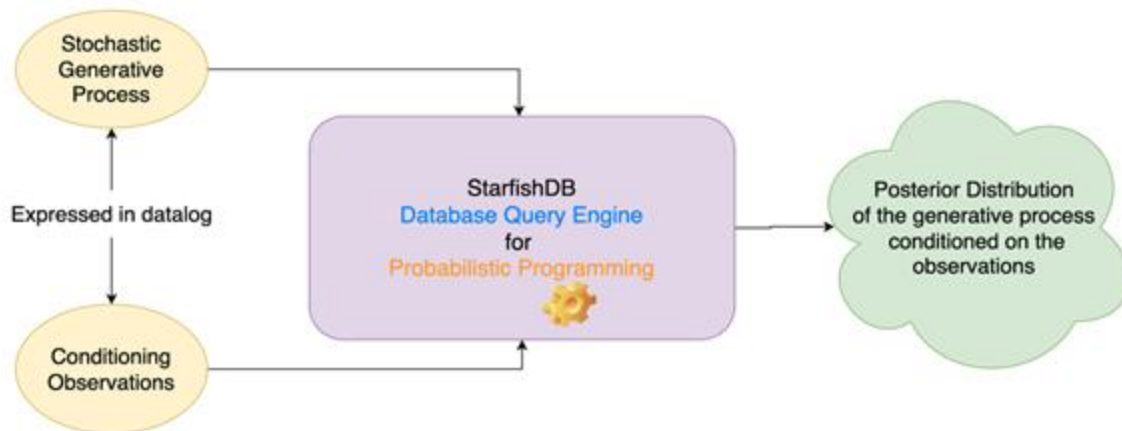 Stochastic
Generative
Process
Expressed in datalog
Conditioning
Observations
StarfishDB
Database Query Engine
for
Probabilistic Programming
Posterior Distribution
of the generative process
conditioned on the
observations